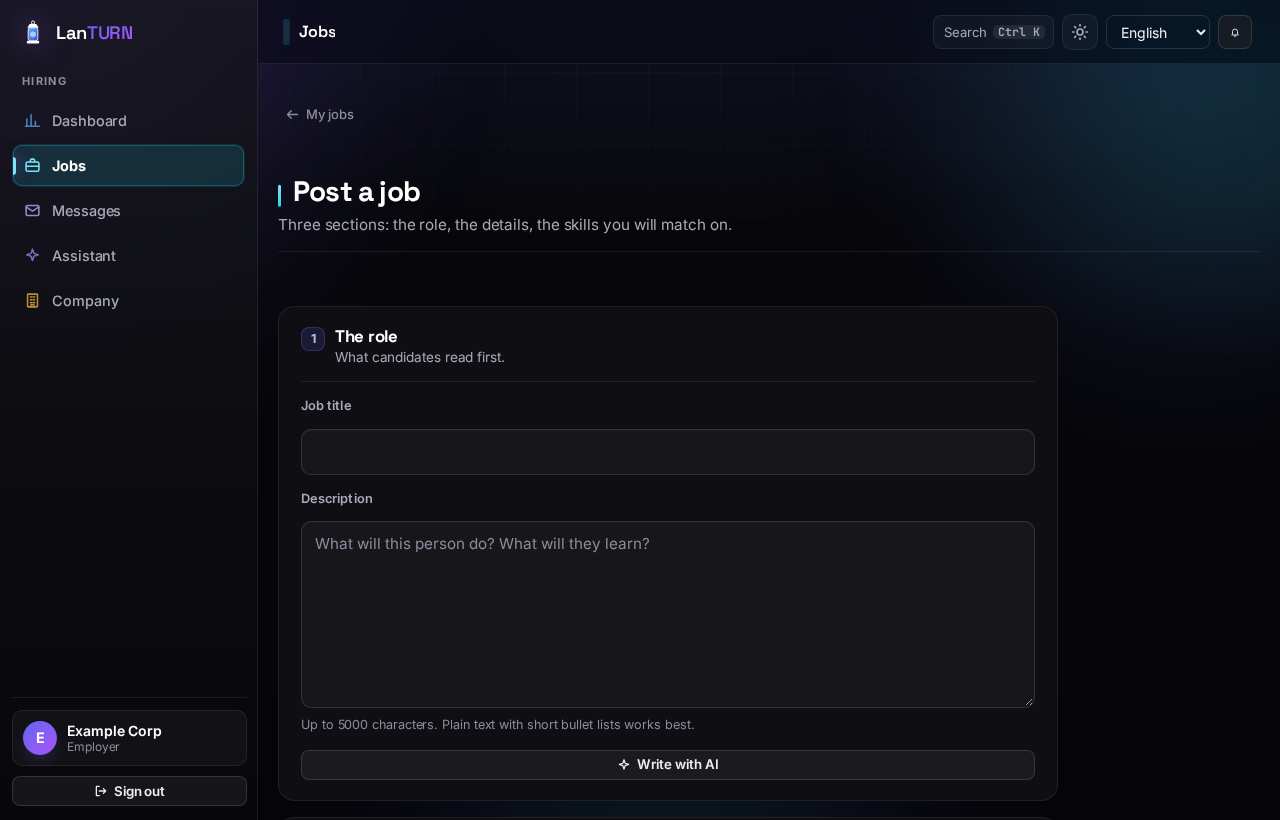 LanTURN
HIRING
Dashboard
Jobs
Messages
Assistant
Company
E
Example Corp
Employer
Sign out
Jobs
Search Ctrl K
English
My jobs
Post a job
Three sections: the role, the details, the skills you will match on.
1
The role
What candidates read first.
Job title
Description
What will this person do? What will they learn?
Up to 5000 characters. Plain text with short bullet lists works best.
Write with AI